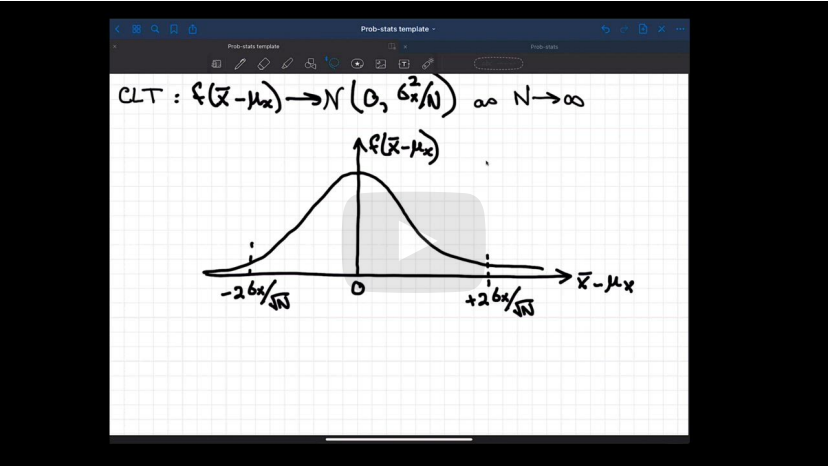 Prob-stats template
Prob-stats template
Prob-stats
CLT : f(x̄-μx)→N(0, σx²/N) as N→∞
f(x̄-μx)
-2σx/√N
0
+2σx/√N
x̄-μx